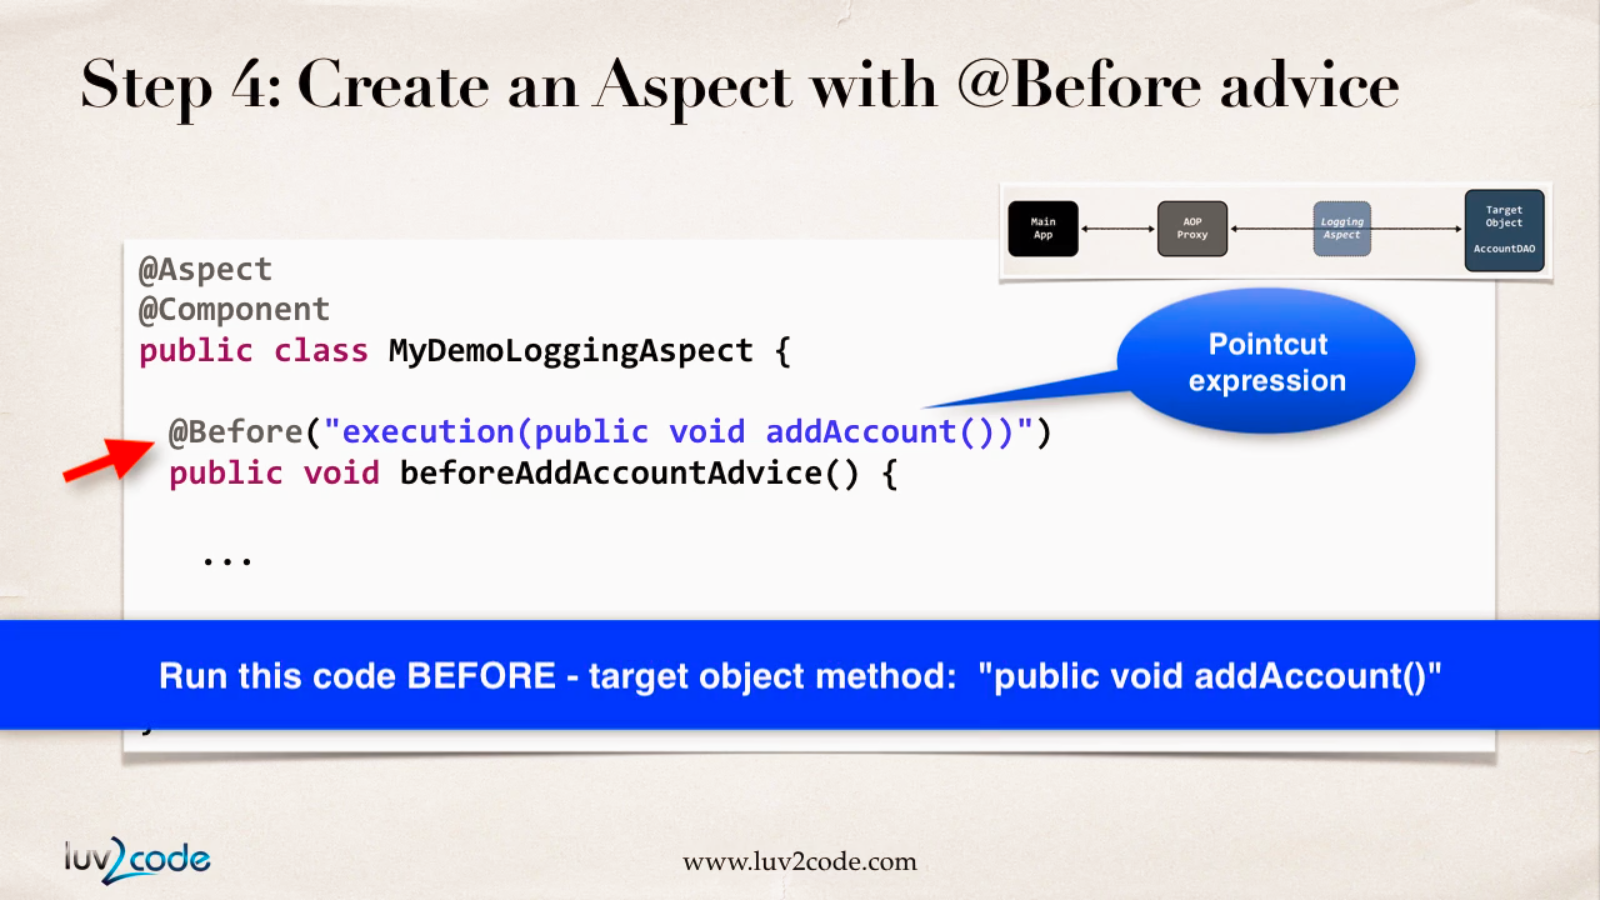 Step 4: Create an Aspect with @Before advice
Main
App
AOP
Proxy
Logging
Aspect
Target
Object
AccountDAO
@Aspect
@Component
public class MyDemoLoggingAspect {
Pointcut
expression
@Before("execution(public void addAccount())")
public void beforeAddAccountAdvice() {
...
Run this code BEFORE - target object method: "public void addAccount()"
luv2code
www.luv2code.com